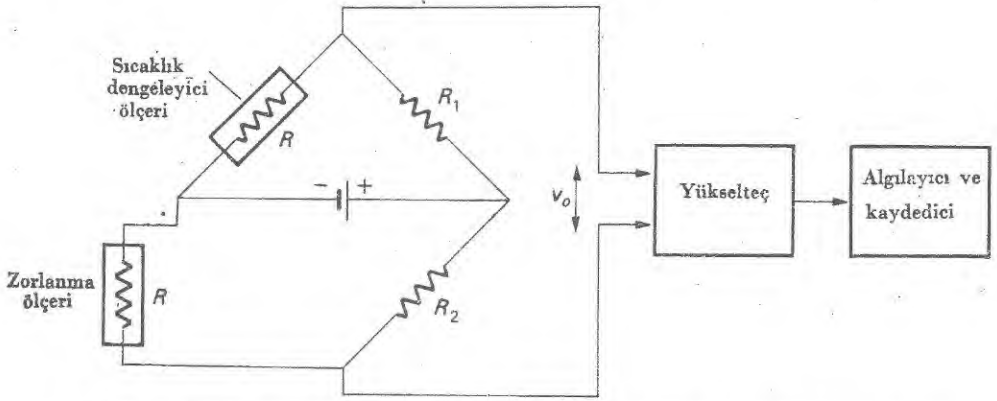 Sıcaklık
dengeleyici
ölçeri
R
R1
- +
vo
Yükselteç
Algılayıcı ve
kaydedici
Zorlanma
ölçeri
R
R2